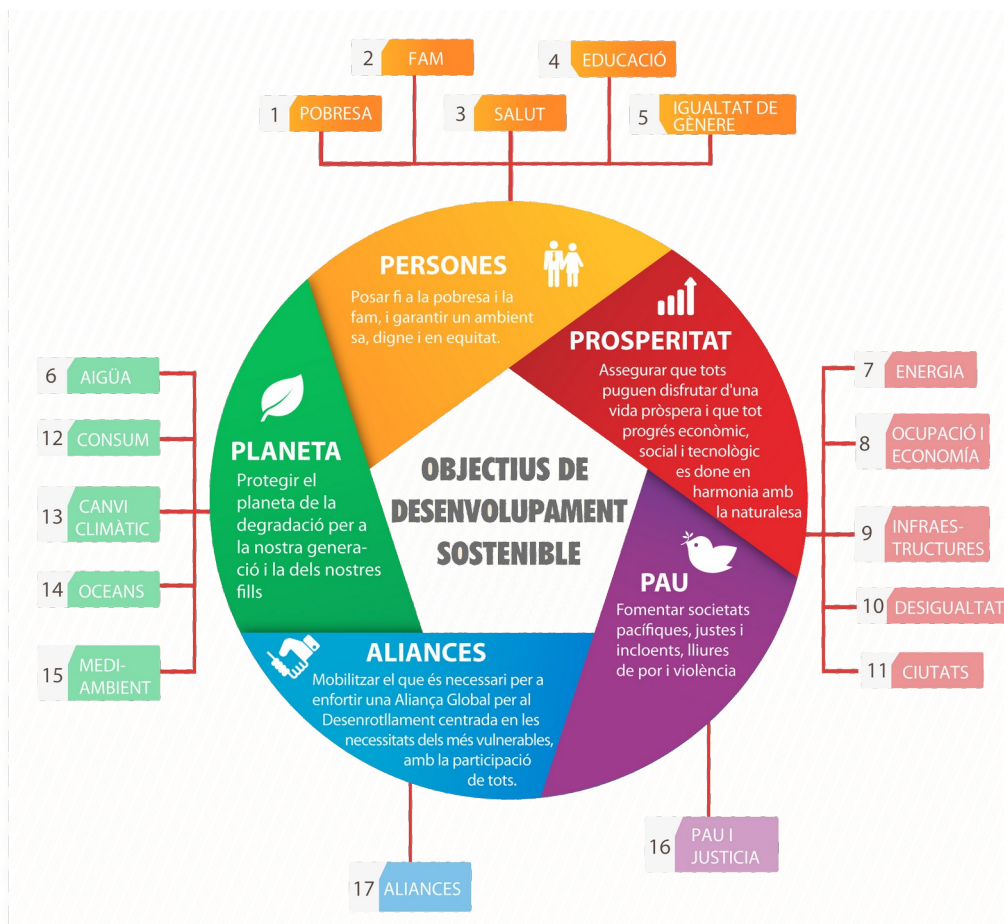 2 FAM
4 EDUCACIÓ
1 POBRESA
3 SALUT
5 IGUALTAT DE
GÈNERE
PERSONES
Posar fi a la pobresa i la
fam, i garantir un ambient
sa, digne i en equitat.
PROSPERITAT
Assegurar que tots
puguen disfrutar d'una
vida pròspera i que tot
progrés econòmic,
social i tecnològic
es done en
harmonia amb
la naturalesa
7 ENERGIA
8 OCUPACIÓ I
ECONOMÍA
9 INFRAES-
TRUCTURES
10 DESIGUALTAT
11 CIUTATS
6 AIGÜA
12 CONSUM
13 CANVI
CLIMÀTIC
14 OCEANS
15 MEDI-
AMBIENT
PLANETA
Protegir el
planeta de la
degradació per a
la nostra genera-
ció i la dels nostres
fills
OBJECTIUS DE
DESENVOLUPAMENT
SOSTENIBLE
PAU
Fomentar societats
pacífiques, justes i
incloents, lliures
de por i violència
ALIANCES
Mobilitzar el que és necessari per a
enfortir una Aliança Global per al
Desenrotllament centrada en les
necessitats dels més vulnerables,
amb la participació
de tots.
16 PAU I
JUSTICIA
17 ALIANCES